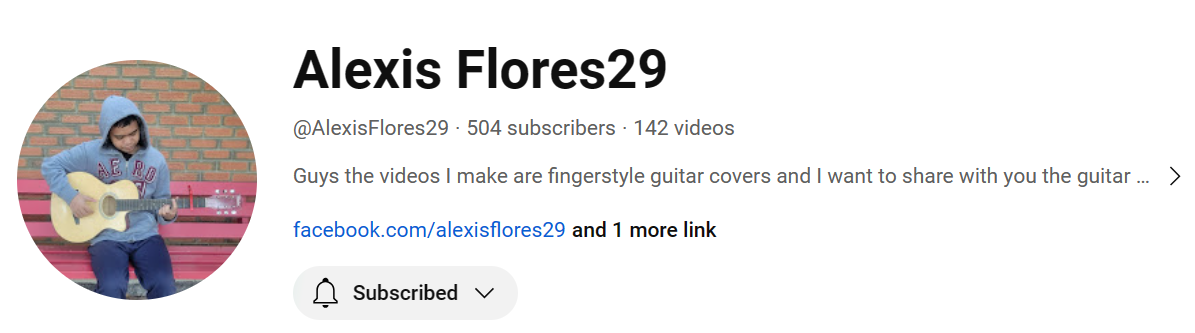 Alexis Flores29
@AlexisFlores29 · 504 subscribers · 142 videos
Guys the videos I make are fingerstyle guitar covers and I want to share with you the guitar ...
facebook.com/alexisflores29 and 1 more link
Subscribed
AERO